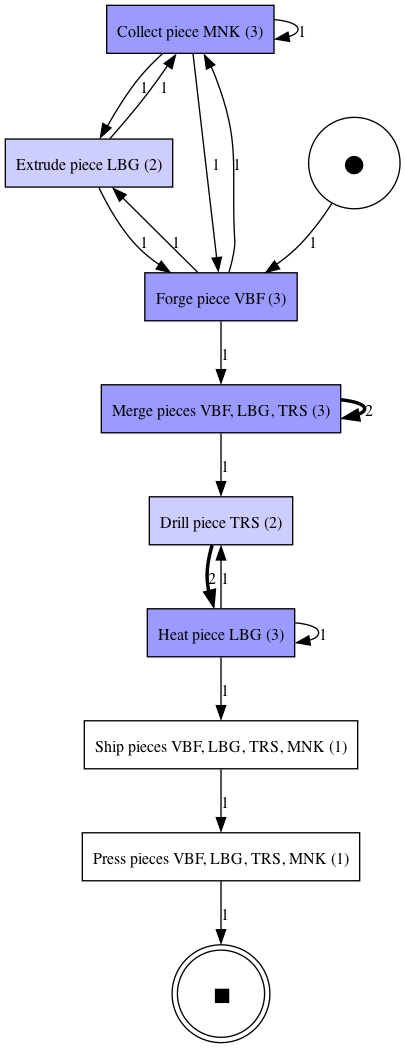 Collect piece MNK (3)
1
1
1
Extrude piece LBG (2)
1
1
1
1
1
Forge piece VBF (3)
1
Merge pieces VBF, LBG, TRS (3)
2
1
Drill piece TRS (2)
2
1
Heat piece LBG (3)
1
1
Ship pieces VBF, LBG, TRS, MNK (1)
1
Press pieces VBF, LBG, TRS, MNK (1)
1